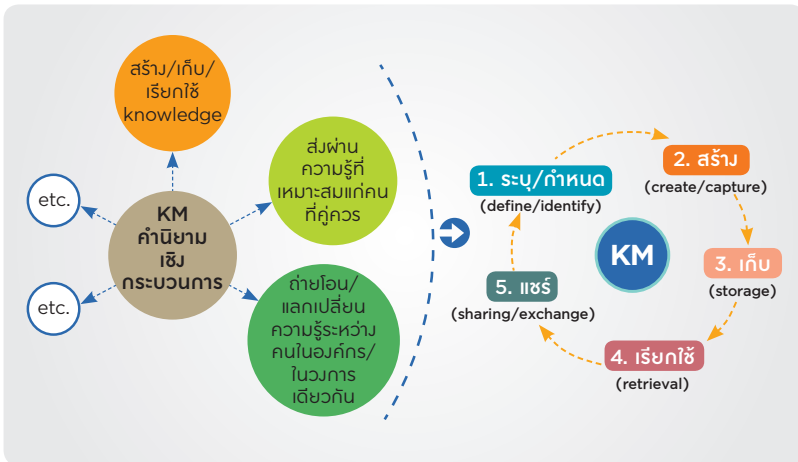 สร้าง/เก็บ/
เรียกใช้
knowledge
ส่งผ่าน
ความรู้ที่
เหมาะสมแก่คน
ที่คู่ควร
etc.
KM
คำนิยาม
เชิง
กระบวนการ
etc.
ถ่ายโอน/
แลกเปลี่ยน
ความรู้ระหว่าง
คนในองค์กร/
ในวงการ
เดียวกัน
1. ระบุ/กำหนด
(define/identify)
2. สร้าง
(create/capture)
KM
3. เก็บ
(storage)
4. เรียกใช้
(retrieval)
5. แชร์
(sharing/exchange)